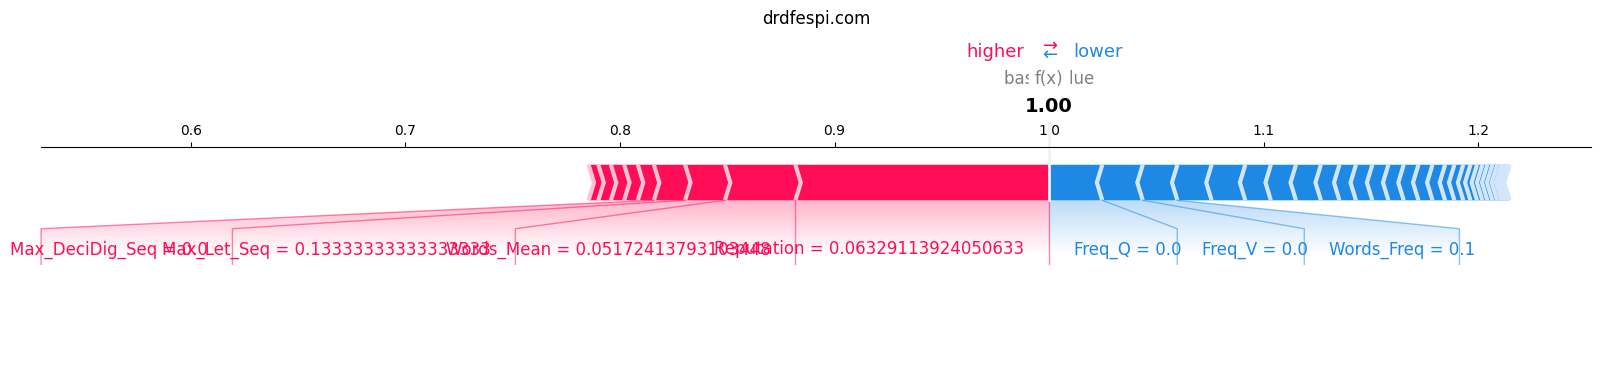 drdfespi.com
higher ⇄ lower
bas f(x) lue
1.00
0.6 0.7 0.8 0.9 1.0 1.1 1.2
Max_DeciDig_Seq = 0.0 Max_Let_Seq = 0.13333333333333333 Words_Mean = 0.05172413793103448 Reputation = 0.06329113924050633 Freq_Q = 0.0 Freq_V = 0.0 Words_Freq = 0.1